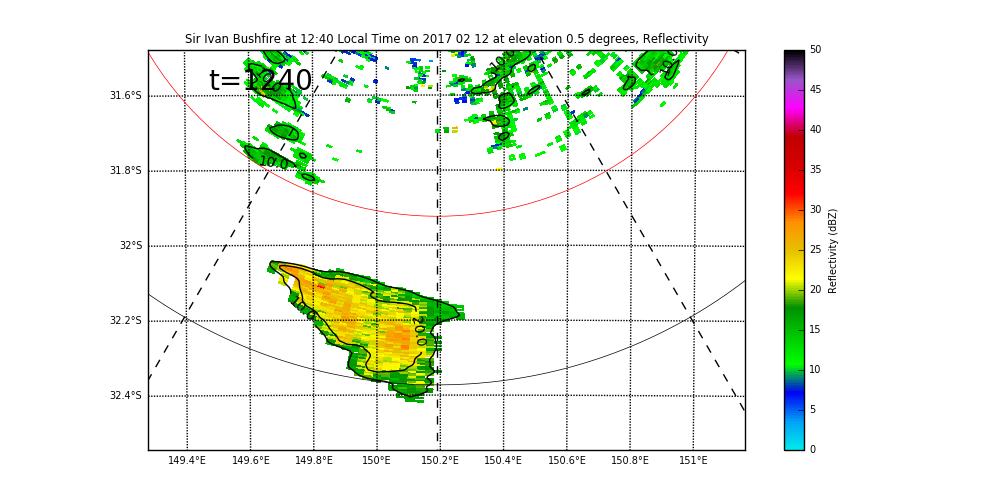 Sir Ivan Bushfire at 12:40 Local Time on 2017 02 12 at elevation 0.5 degrees, Reflectivity
t=1240
31.6°S
31.8°S
32°S
32.2°S
32.4°S
149.4°E 149.6°E 149.8°E 150°E 150.2°E 150.4°E 150.6°E 150.8°E 151°E
10.0
10.0
20.0
50
45
40
35
30
25
20
15
10
5
0
Reflectivity (dBZ)